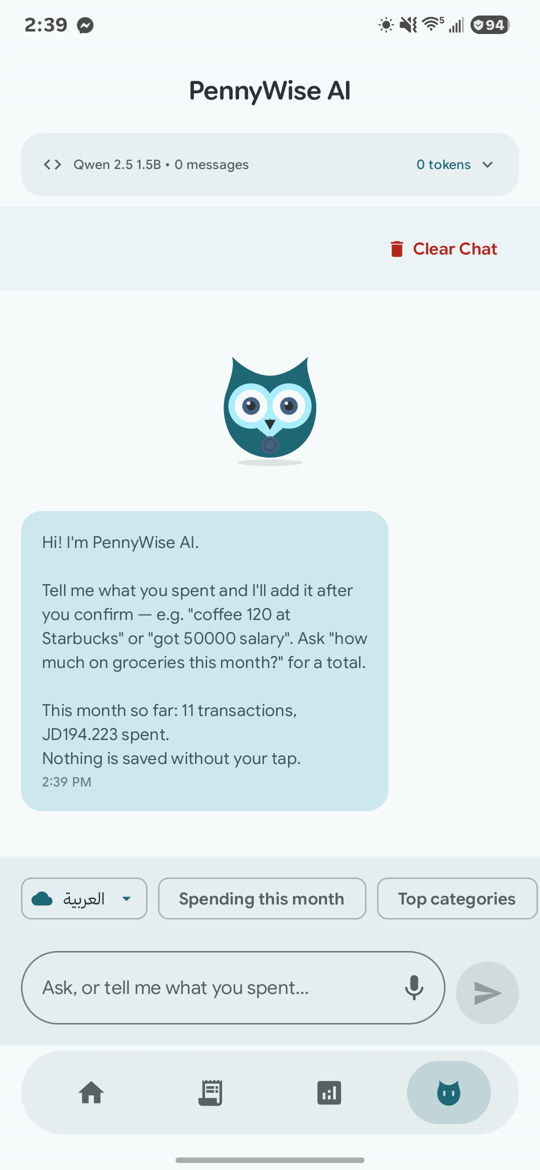 2:39
5
94
PennyWise AI
Qwen 2.5 1.5B • 0 messages
0 tokens
Clear Chat
Hi! I'm PennyWise AI.
Tell me what you spent and I'll add it after
you confirm — e.g. "coffee 120 at
Starbucks" or "got 50000 salary". Ask "how
much on groceries this month?" for a total.
This month so far: 11 transactions,
JD194.223 spent.
Nothing is saved without your tap.
2:39 PM
العربية
Spending this month
Top categories
Ask, or tell me what you spent...